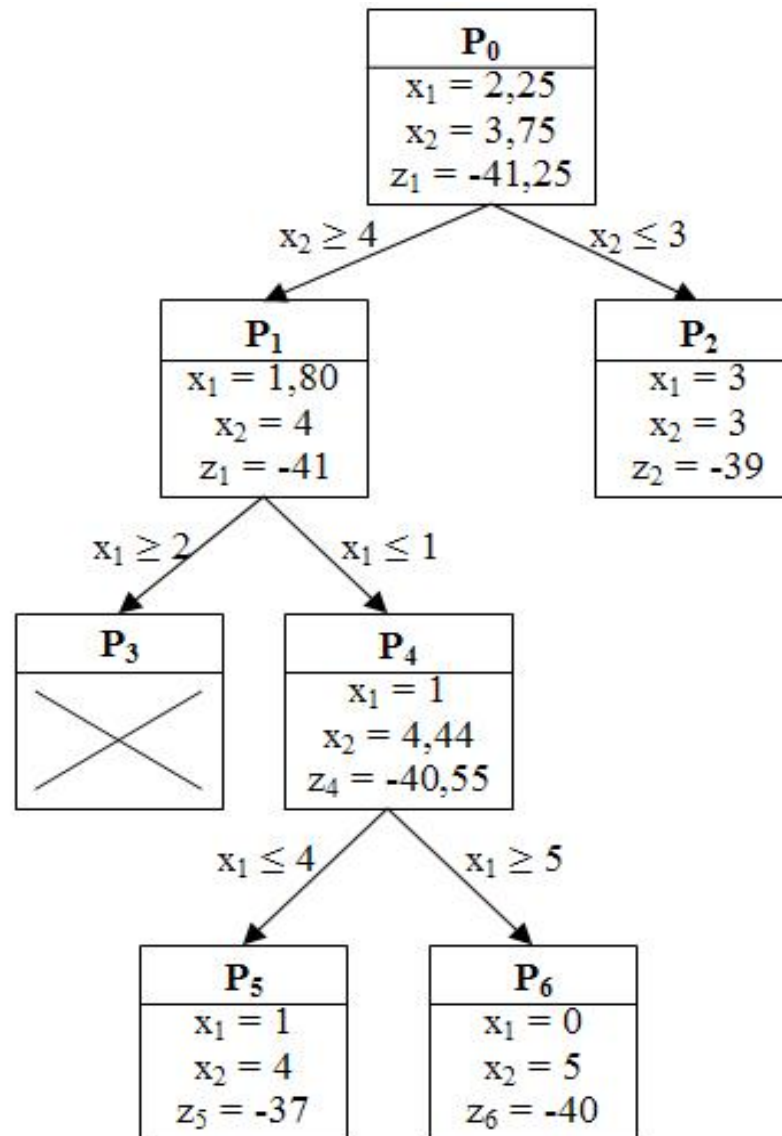 P₀
x₁ = 2,25
x₂ = 3,75
z₁ = -41,25
x₂ ≥ 4
x₂ ≤ 3
P₁
x₁ = 1,80
x₂ = 4
z₁ = -41
P₂
x₁ = 3
x₂ = 3
z₂ = -39
x₁ ≥ 2
x₁ ≤ 1
P₃
P₄
x₁ = 1
x₂ = 4,44
z₄ = -40,55
x₁ ≤ 4
x₁ ≥ 5
P₅
x₁ = 1
x₂ = 4
z₅ = -37
P₆
x₁ = 0
x₂ = 5
z₆ = -40